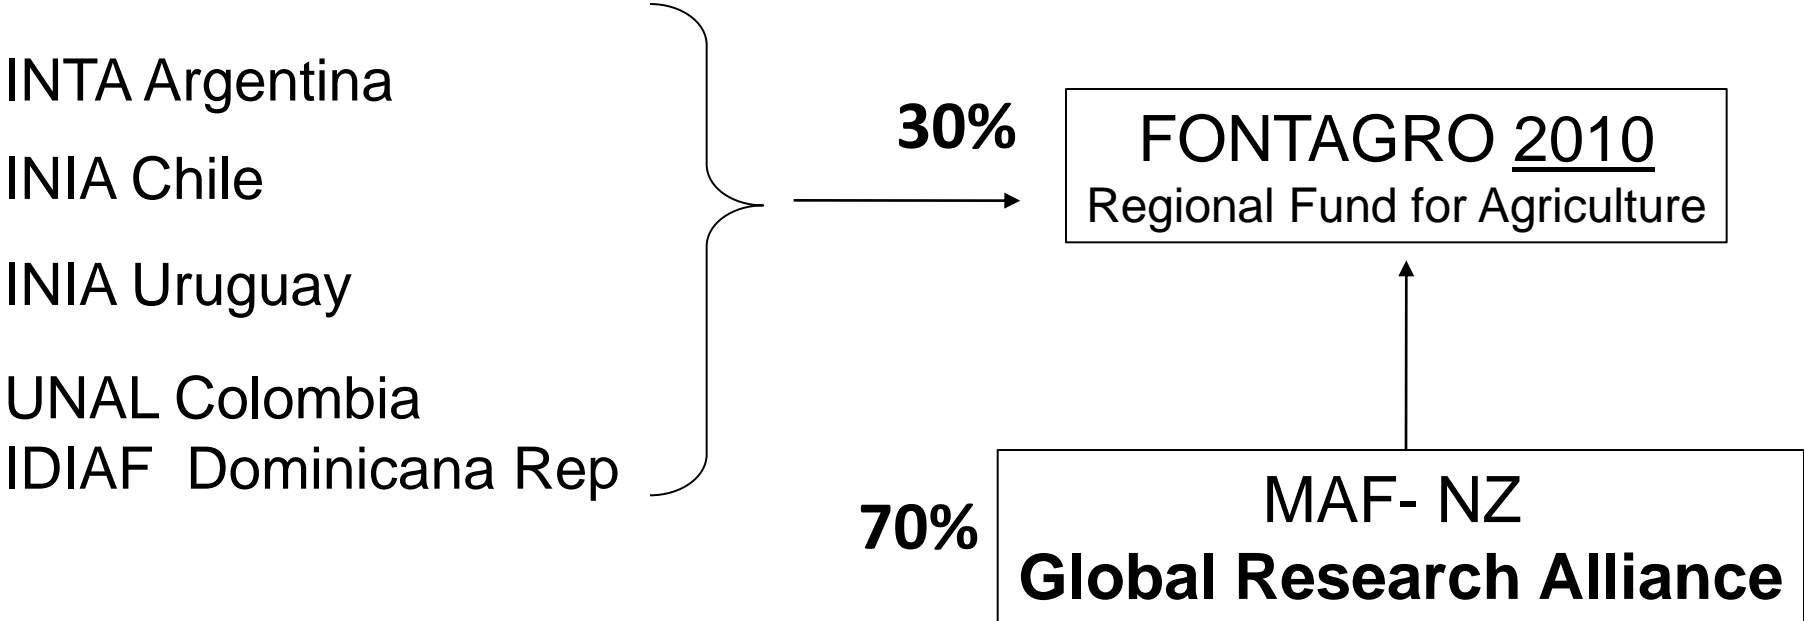 INTA Argentina
INIA Chile
INIA Uruguay
UNAL Colombia
IDIAF  Dominicana Rep
30%
FONTAGRO 2010
Regional Fund for Agriculture
70%
MAF- NZ
Global Research Alliance